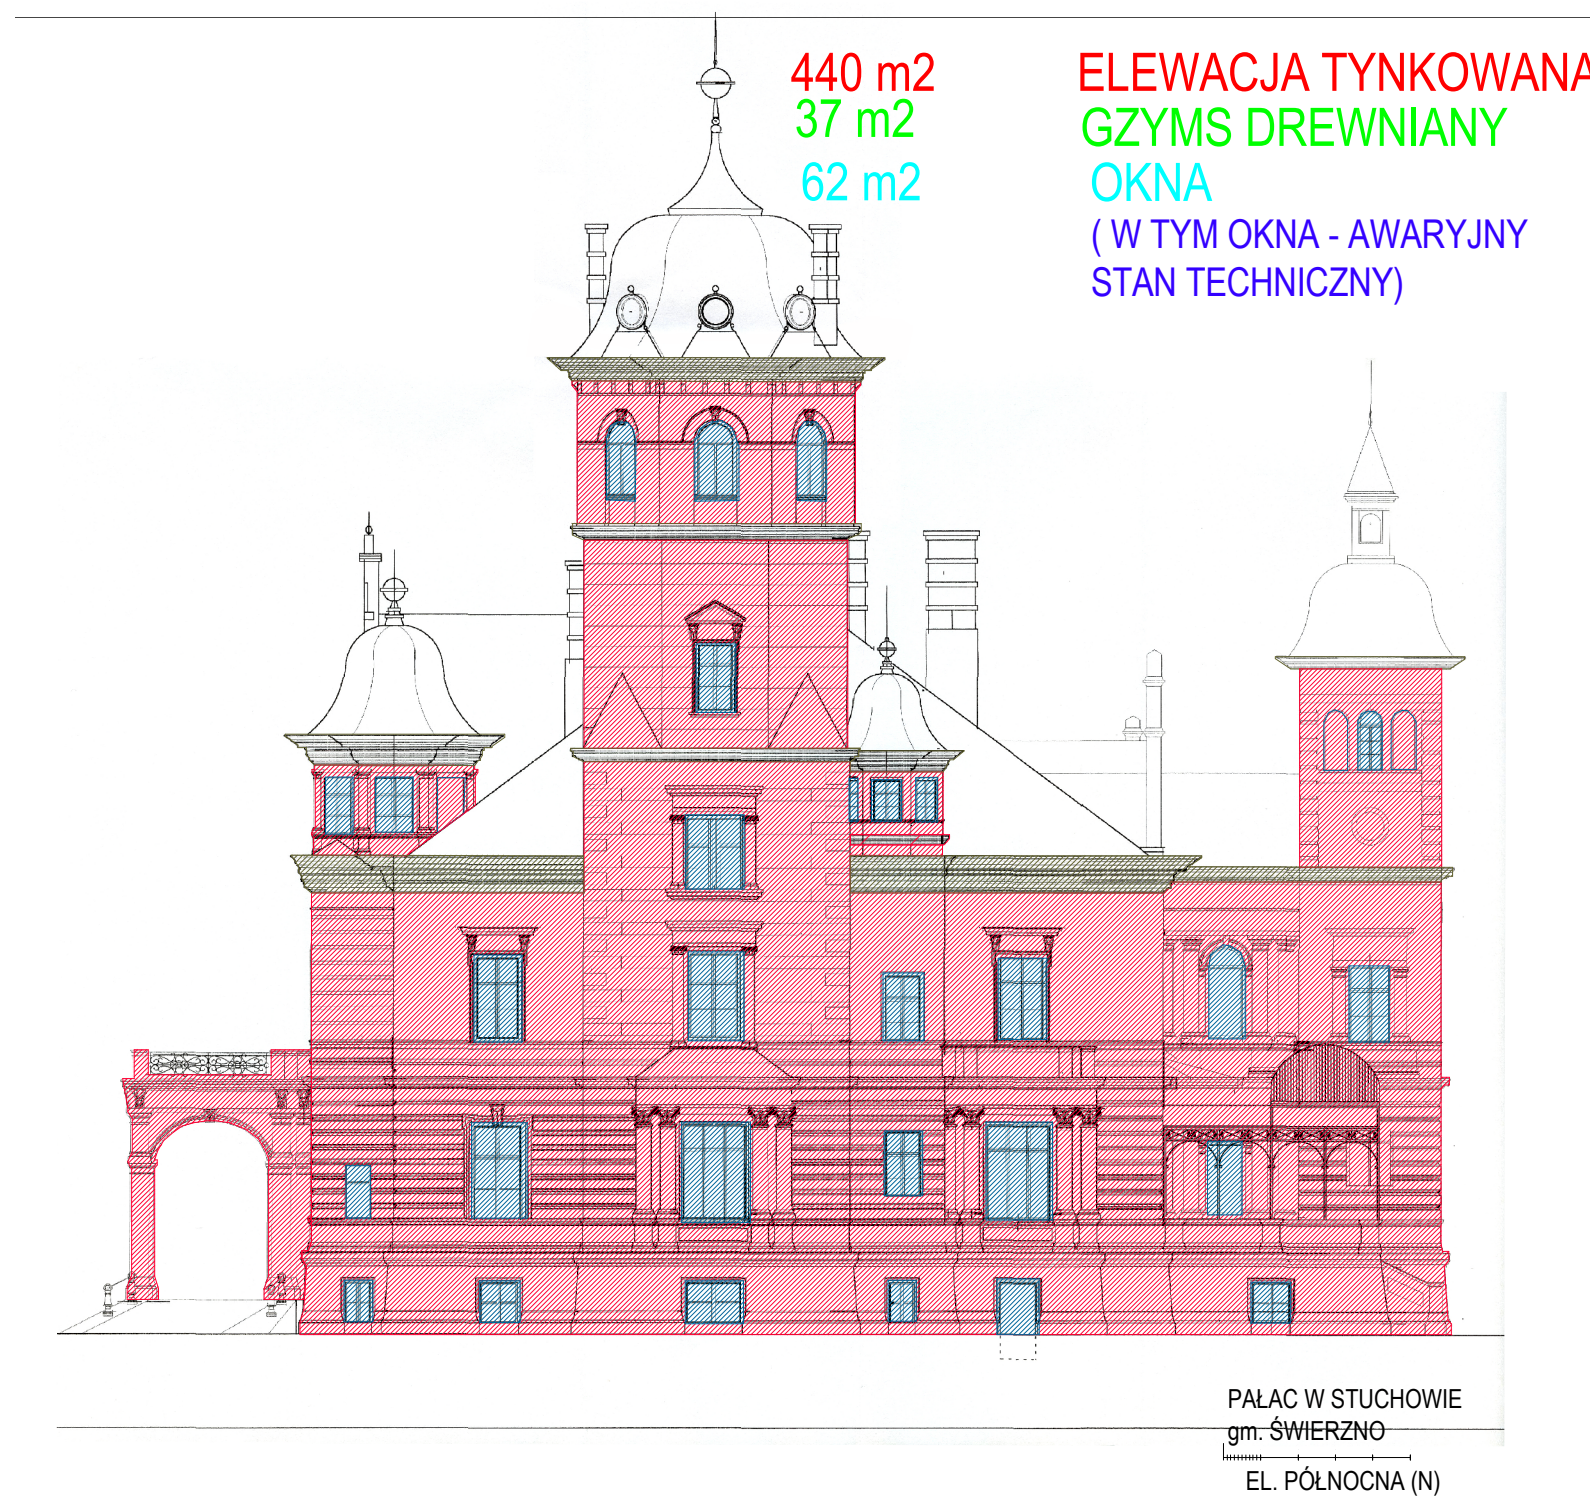 440 m2 ELEWACJA TYNKOWANA
37 m2 GZYMS DREWNIANY
62 m2 OKNA
( W TYM OKNA - AWARYJNY
STAN TECHNICZNY)
PAŁAC W STUCHOWIE
gm. ŚWIERZNO
EL. PÓŁNOCNA (N)